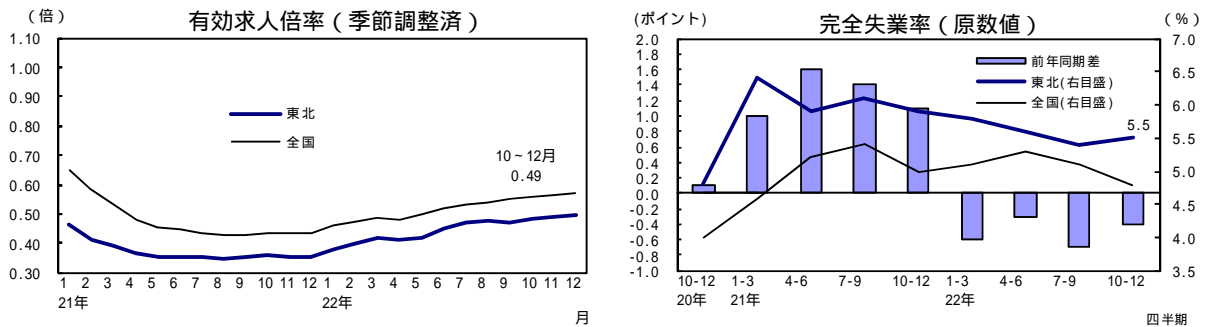 有効求人倍率（季節調整済）
（倍）
1.10
1.00
0.90
0.80
0.70
0.60
0.50
0.40
0.30
東北
全国
10～12月
0.49
1 2 3 4 5 6 7 8 9 10 11 12 1 2 3 4 5 6 7 8 9 10 11 12
21年 22年
月
完全失業率（原数値）
(ポイント)
（％）
2.0
1.8
1.6
1.4
1.2
1.0
0.8
0.6
0.4
0.2
0.0
-0.2
-0.4
-0.6
-0.8
-1.0
前年同期差
東北(右目盛)
全国(右目盛)
5.5
7.0
6.5
6.0
5.5
5.0
4.5
4.0
3.5
10-12 1-3 4-6 7-9 10-12 1-3 4-6 7-9 10-12
20年 21年 22年
四半期